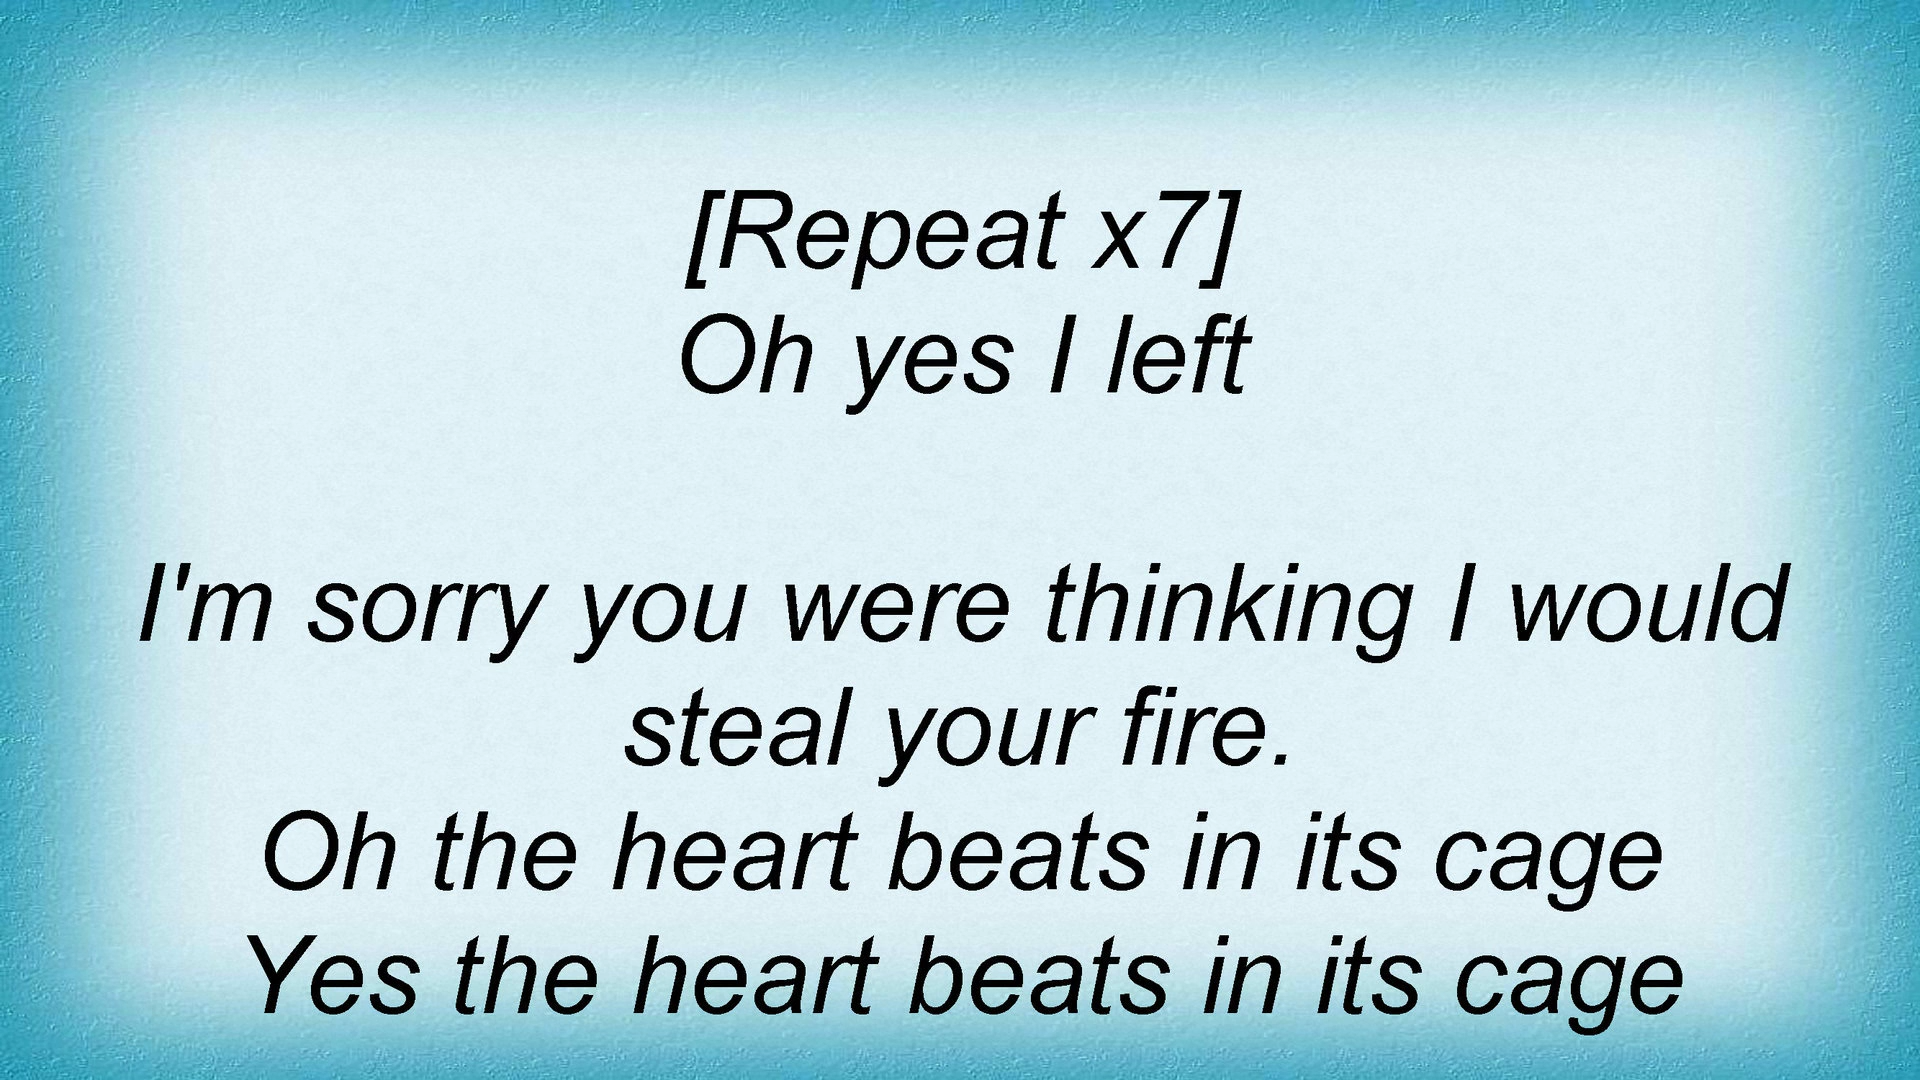 [Repeat x7]
Oh yes I left
I'm sorry you were thinking I would
steal your fire.
Oh the heart beats in its cage
Yes the heart beats in its cage